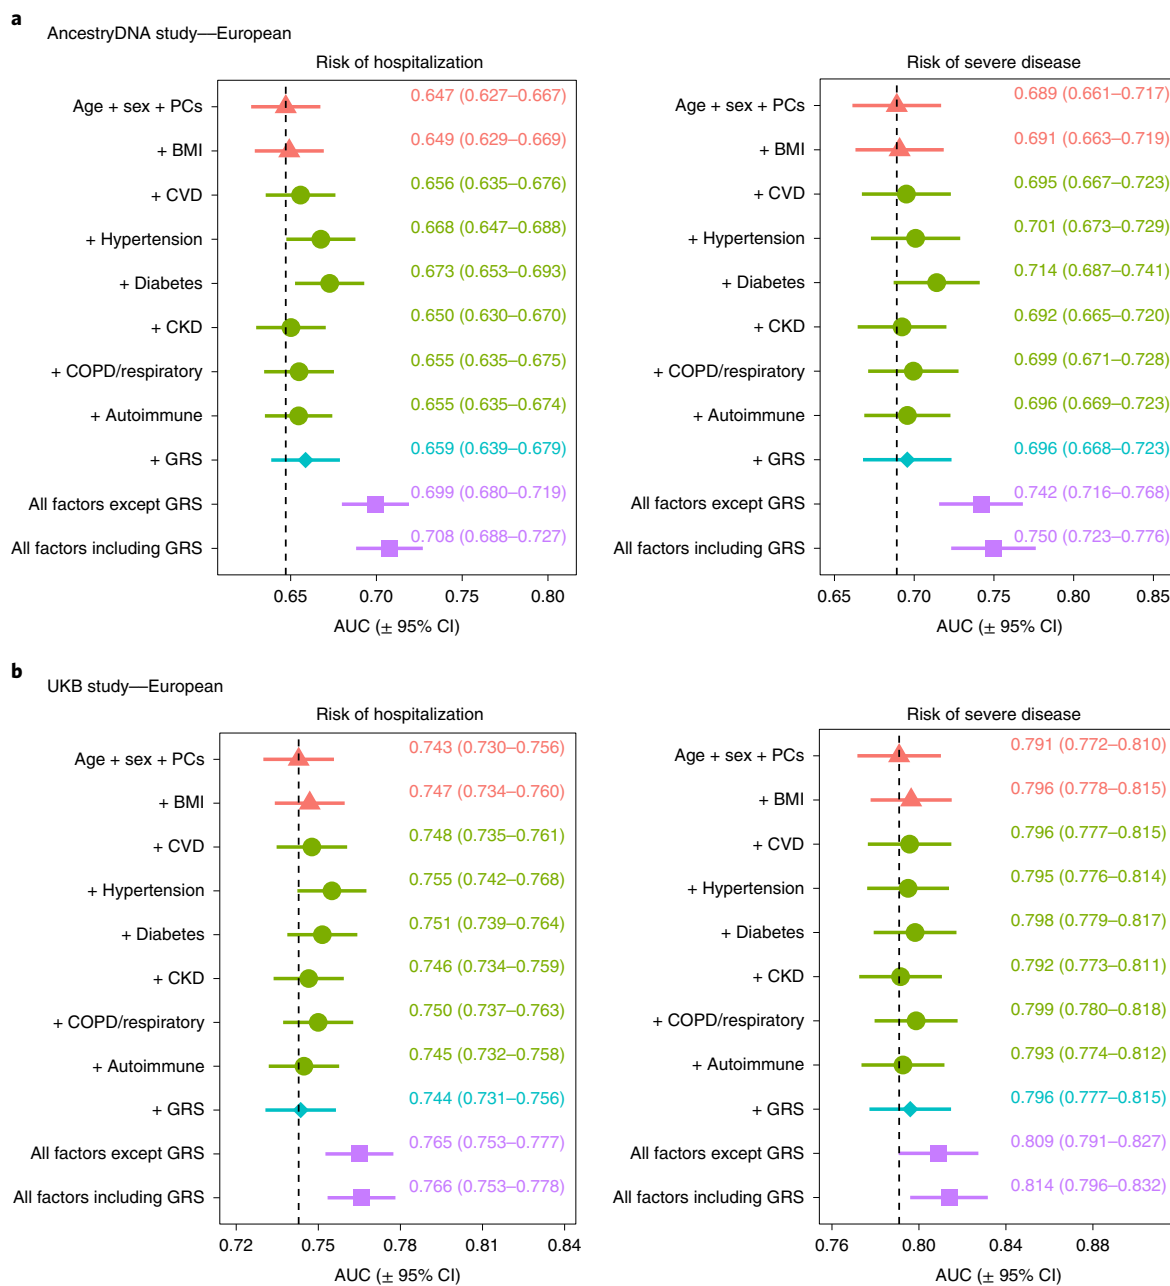 a
AncestryDNA study—European
Risk of hospitalization
Age + sex + PCs 0.647 (0.627–0.667)
+ BMI 0.649 (0.629–0.669)
+ CVD 0.656 (0.635–0.676)
+ Hypertension 0.668 (0.647–0.688)
+ Diabetes 0.673 (0.653–0.693)
+ CKD 0.650 (0.630–0.670)
+ COPD/respiratory 0.655 (0.635–0.675)
+ Autoimmune 0.655 (0.635–0.674)
+ GRS 0.659 (0.639–0.679)
All factors except GRS 0.699 (0.680–0.719)
All factors including GRS 0.708 (0.688–0.727)
0.65 0.70 0.75 0.80
AUC (± 95% CI)
Risk of severe disease
Age + sex + PCs 0.689 (0.661–0.717)
+ BMI 0.691 (0.663–0.719)
+ CVD 0.695 (0.667–0.723)
+ Hypertension 0.701 (0.673–0.729)
+ Diabetes 0.714 (0.687–0.741)
+ CKD 0.692 (0.665–0.720)
+ COPD/respiratory 0.699 (0.671–0.728)
+ Autoimmune 0.696 (0.669–0.723)
+ GRS 0.696 (0.668–0.723)
All factors except GRS 0.742 (0.716–0.768)
All factors including GRS 0.750 (0.723–0.776)
0.65 0.70 0.75 0.80 0.85
AUC (± 95% CI)
b
UKB study—European
Risk of hospitalization
Age + sex + PCs 0.743 (0.730–0.756)
+ BMI 0.747 (0.734–0.760)
+ CVD 0.748 (0.735–0.761)
+ Hypertension 0.755 (0.742–0.768)
+ Diabetes 0.751 (0.739–0.764)
+ CKD 0.746 (0.734–0.759)
+ COPD/respiratory 0.750 (0.737–0.763)
+ Autoimmune 0.745 (0.732–0.758)
+ GRS 0.744 (0.731–0.756)
All factors except GRS 0.765 (0.753–0.777)
All factors including GRS 0.766 (0.753–0.778)
0.72 0.75 0.78 0.81 0.84
AUC (± 95% CI)
Risk of severe disease
Age + sex + PCs 0.791 (0.772–0.810)
+ BMI 0.796 (0.778–0.815)
+ CVD 0.796 (0.777–0.815)
+ Hypertension 0.795 (0.776–0.814)
+ Diabetes 0.798 (0.779–0.817)
+ CKD 0.792 (0.773–0.811)
+ COPD/respiratory 0.799 (0.780–0.818)
+ Autoimmune 0.793 (0.774–0.812)
+ GRS 0.796 (0.777–0.815)
All factors except GRS 0.809 (0.791–0.827)
All factors including GRS 0.814 (0.796–0.832)
0.76 0.80 0.84 0.88
AUC (± 95% CI)